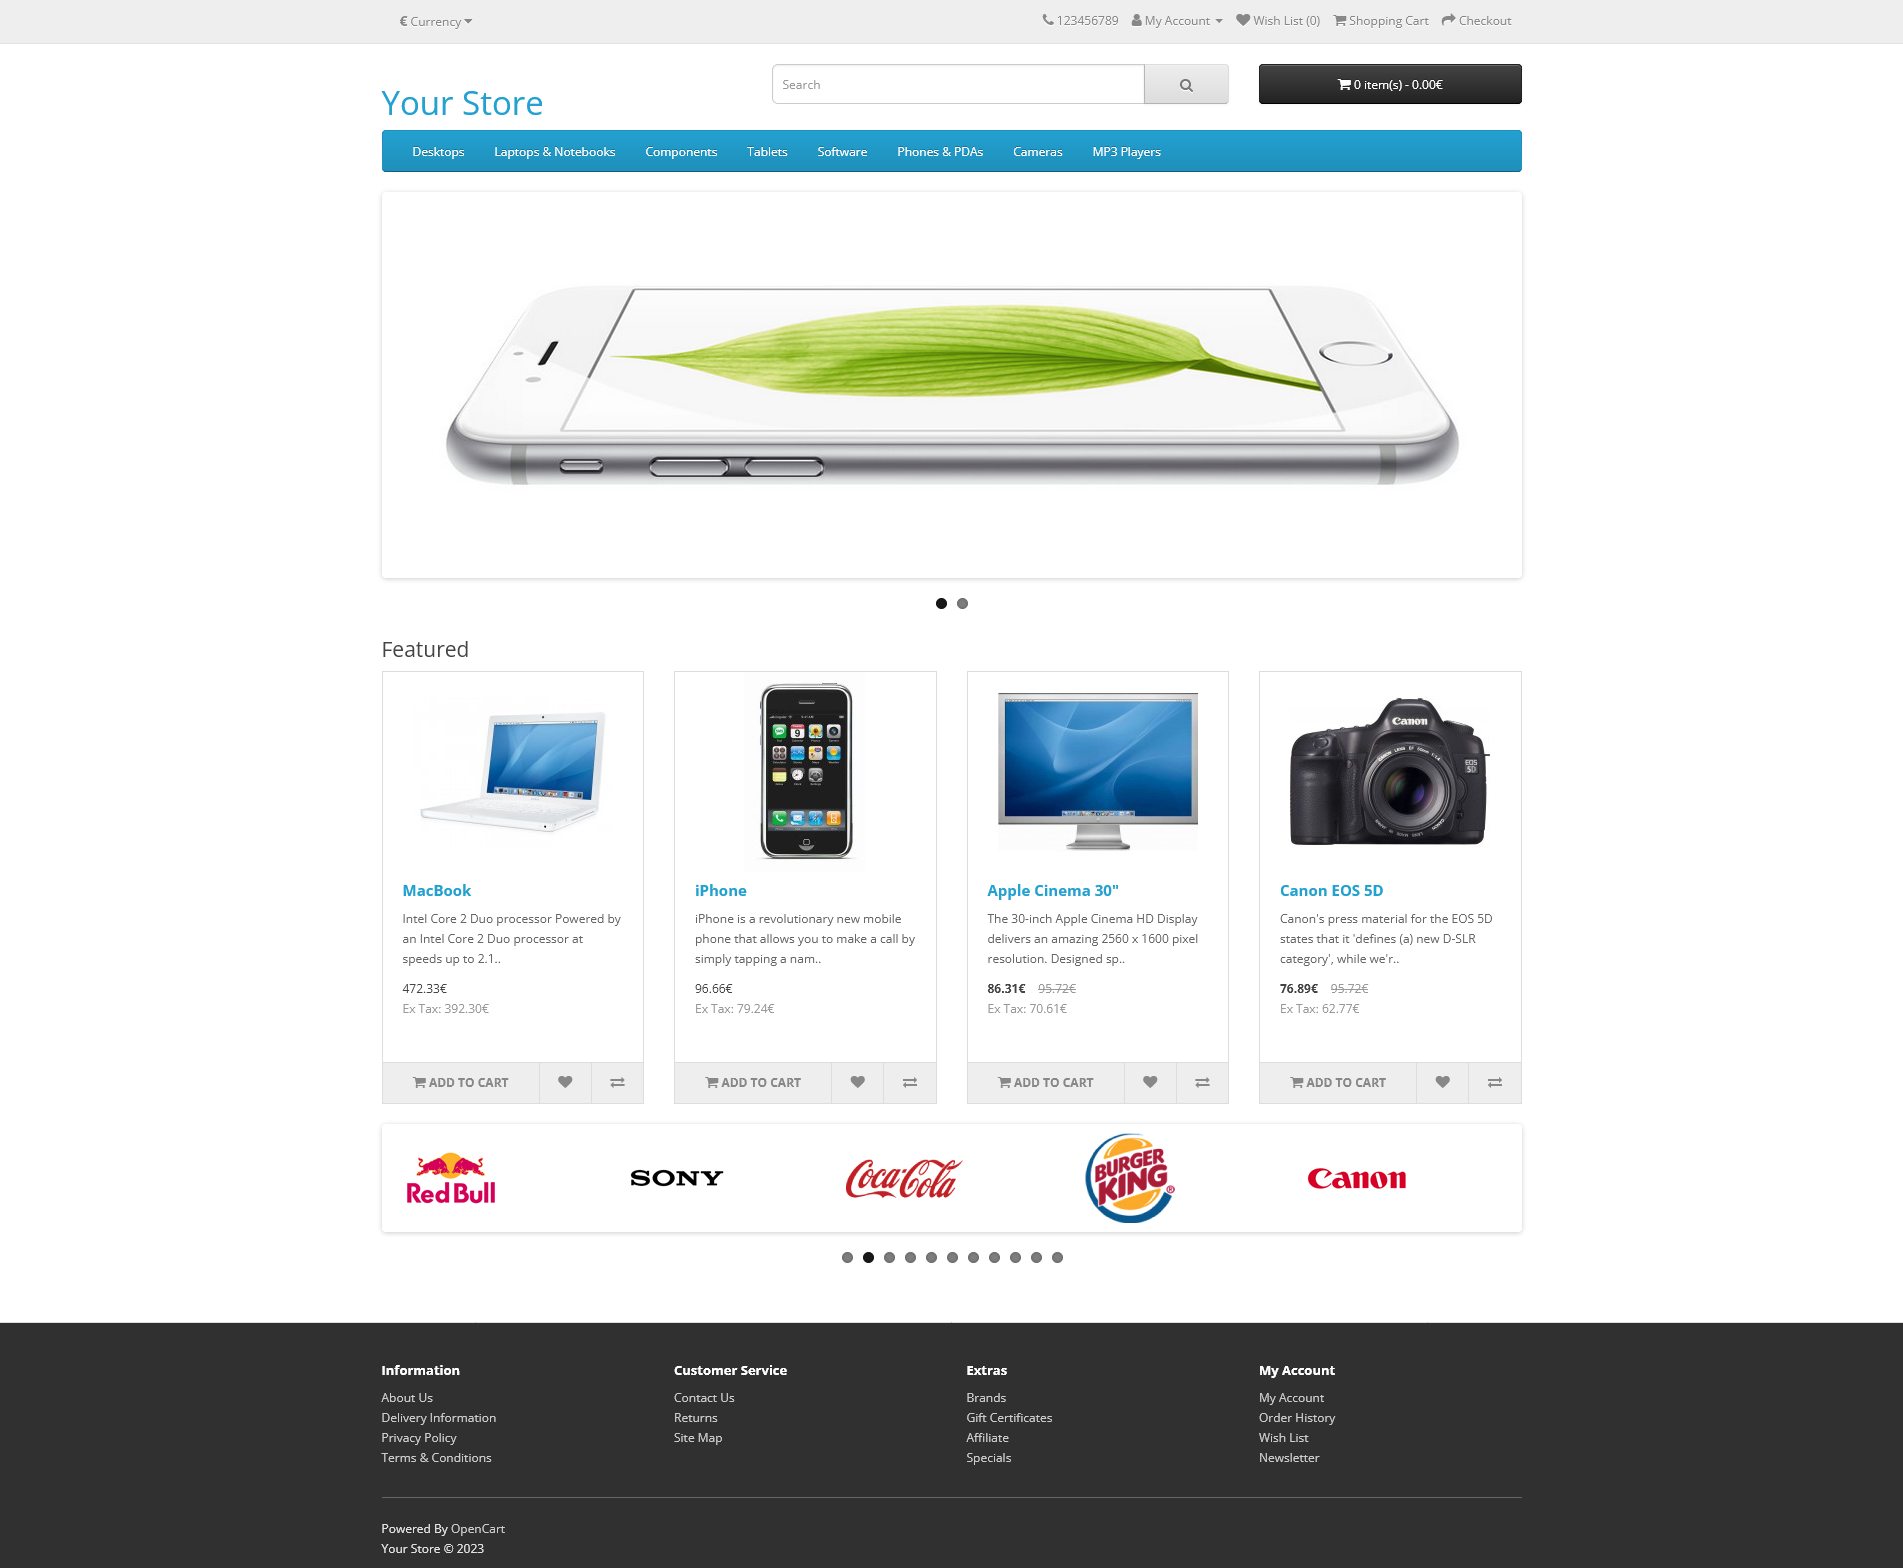 € Currency
123456789 My Account Wish List (0) Shopping Cart Checkout
Your Store
Search
0 item(s) - 0.00€
Desktops Laptops & Notebooks Components Tablets Software Phones & PDAs Cameras MP3 Players
Featured
Canon
EOS
5D
MacBook
Intel Core 2 Duo processor Powered by
an Intel Core 2 Duo processor at
speeds up to 2.1..
472.33€
Ex Tax: 392.30€
ADD TO CART
iPhone
iPhone is a revolutionary new mobile
phone that allows you to make a call by
simply tapping a nam..
96.66€
Ex Tax: 79.24€
ADD TO CART
Apple Cinema 30"
The 30-inch Apple Cinema HD Display
delivers an amazing 2560 x 1600 pixel
resolution. Designed sp..
86.31€ 95.72€
Ex Tax: 70.61€
ADD TO CART
Canon EOS 5D
Canon's press material for the EOS 5D
states that it 'defines (a) new D-SLR
category', while we'r..
76.89€ 95.72€
Ex Tax: 62.77€
ADD TO CART
Red Bull
SONY
Coca-Cola
BURGER
KING
Canon
Information
About Us
Delivery Information
Privacy Policy
Terms & Conditions
Customer Service
Contact Us
Returns
Site Map
Extras
Brands
Gift Certificates
Affiliate
Specials
My Account
My Account
Order History
Wish List
Newsletter
Powered By OpenCart
Your Store © 2023